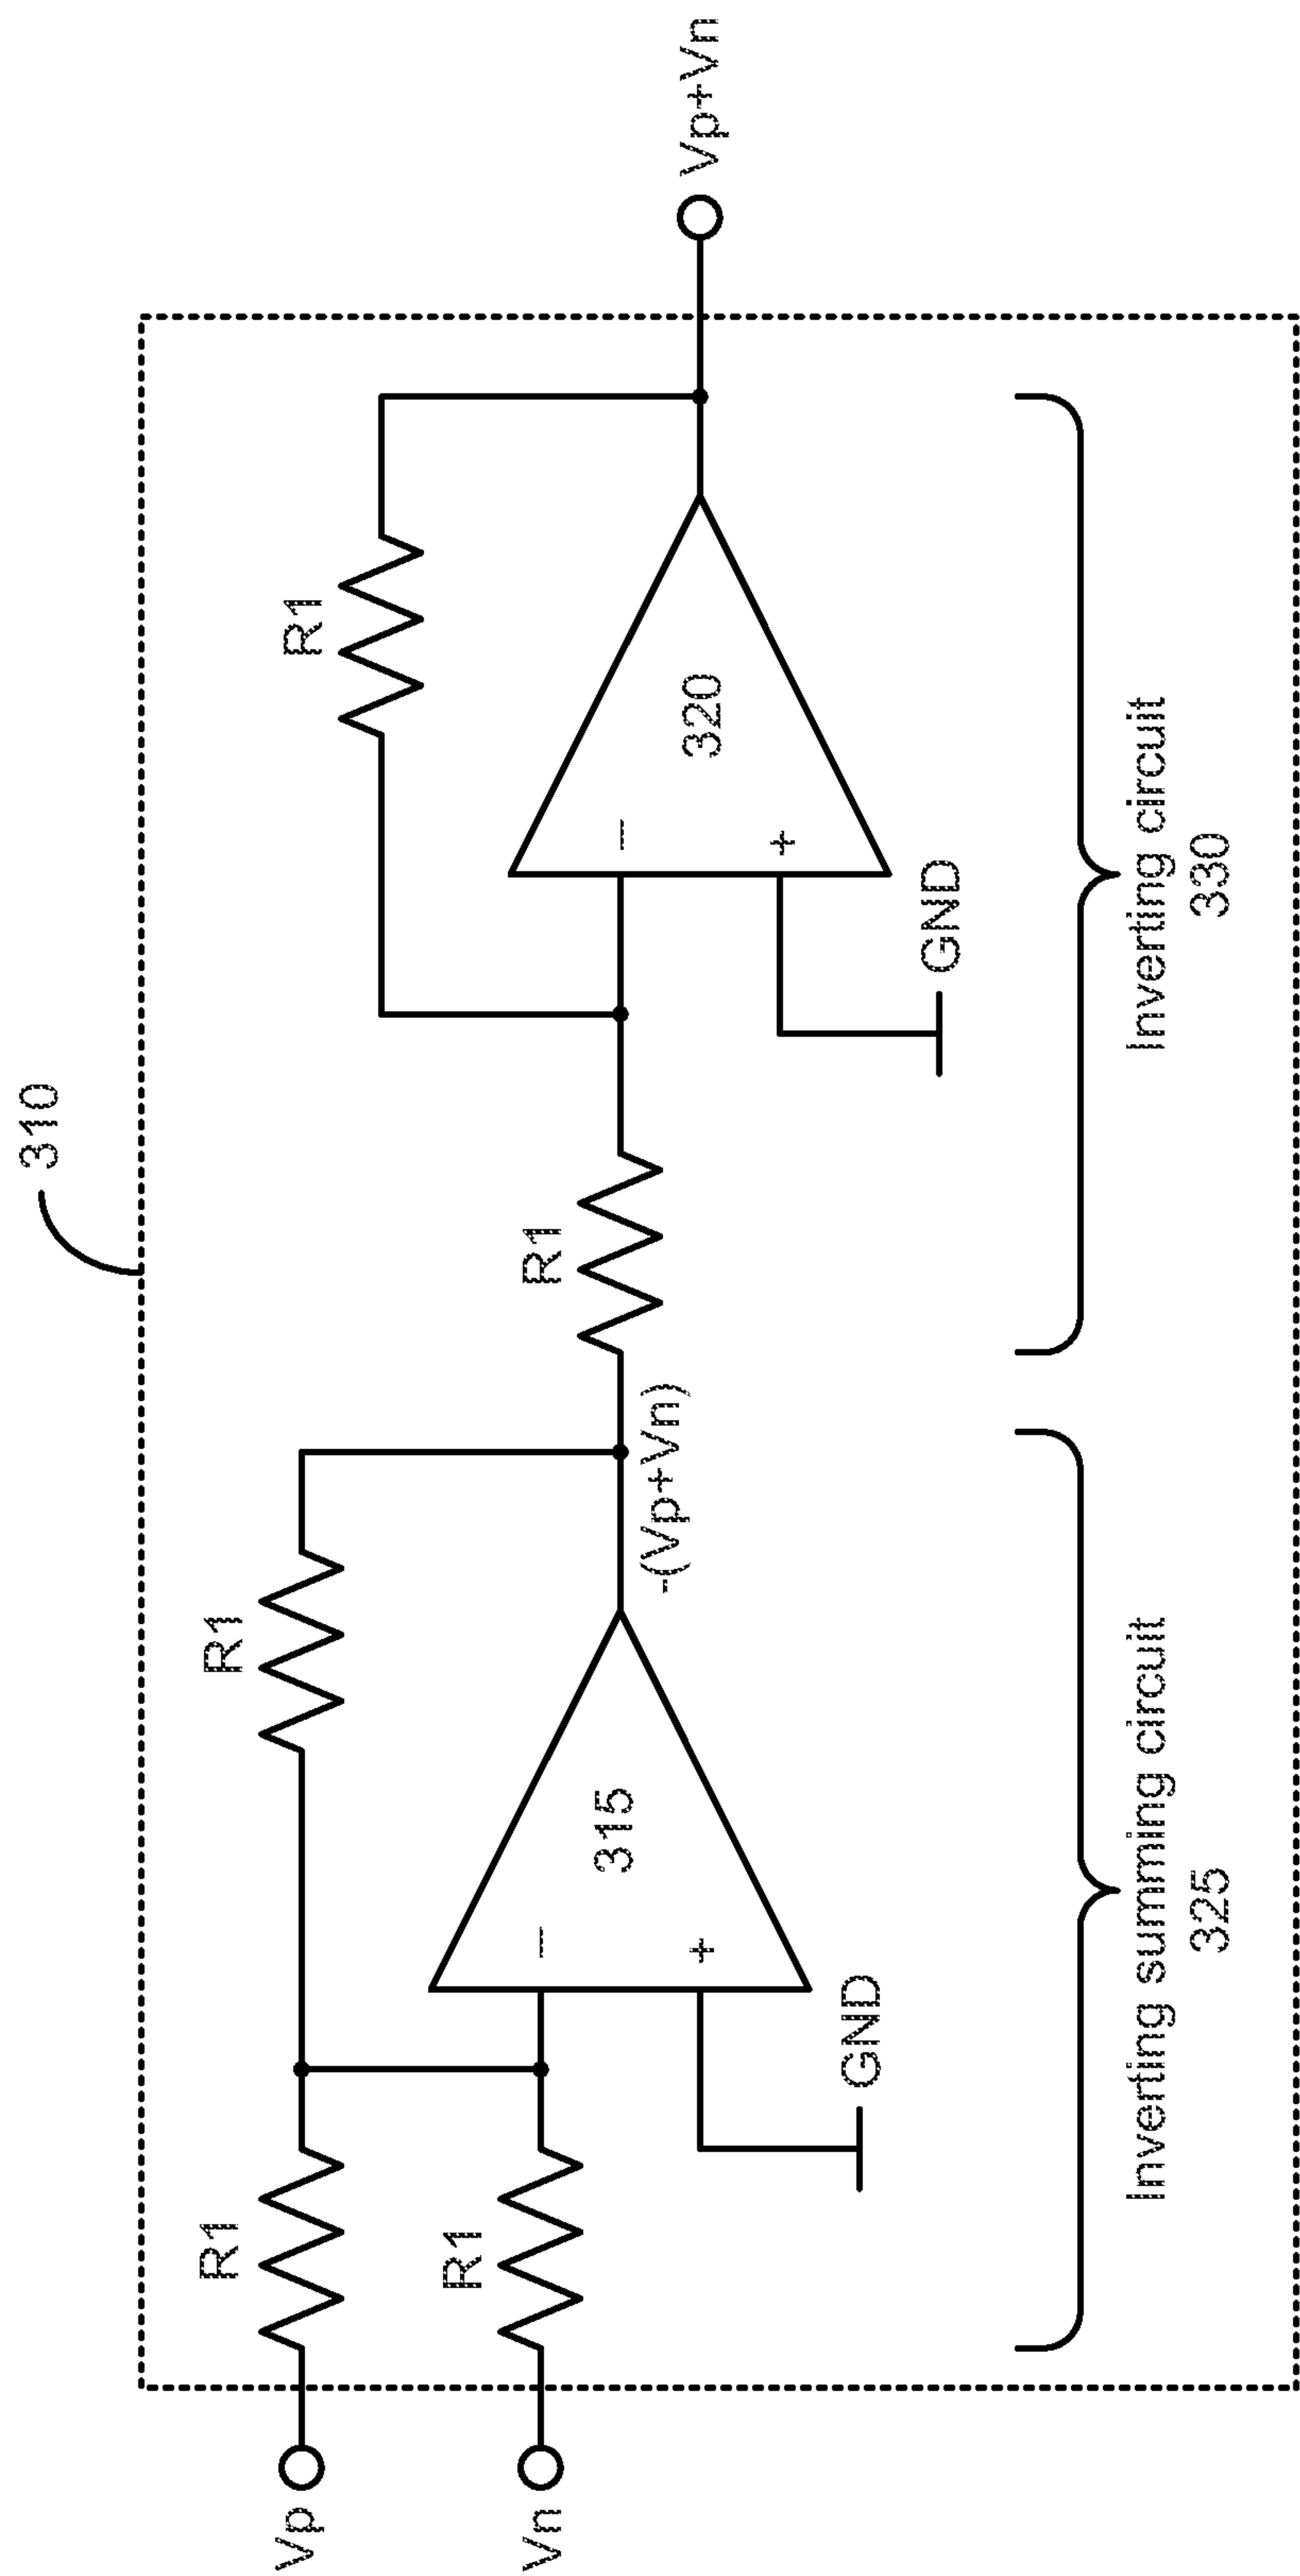 310
Vp
Vn
R1
R1
R1
−
+
315
GND
-(Vp+Vn)
R1
R1
−
+
320
GND
Vp+Vn
Inverting summing circuit
325
Inverting circuit
330